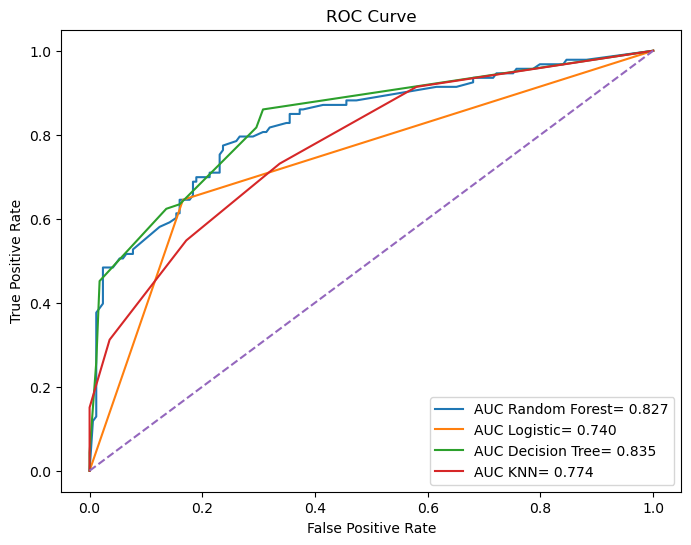 ROC Curve
1.0
0.8
0.6
0.4
0.2
0.0
True Positive Rate
0.0 0.2 0.4 0.6 0.8 1.0
False Positive Rate
AUC Random Forest= 0.827
AUC Logistic= 0.740
AUC Decision Tree= 0.835
AUC KNN= 0.774